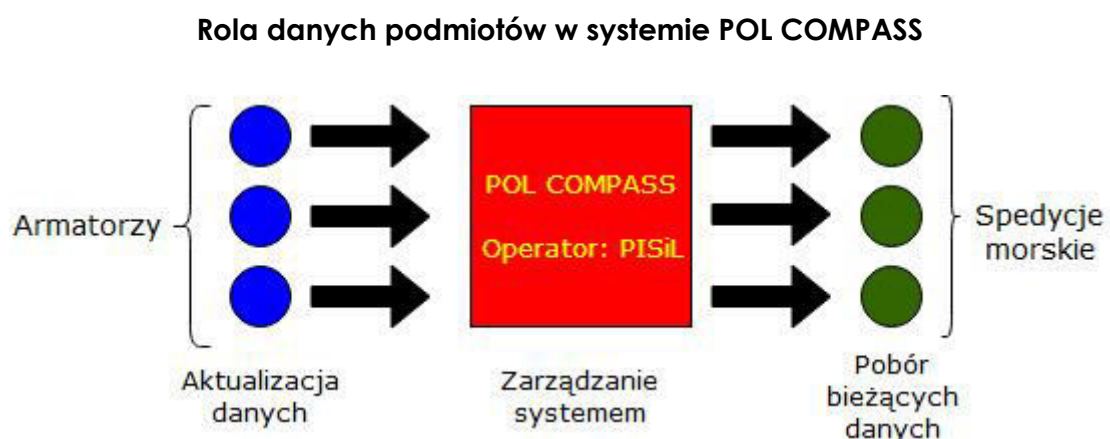 Rola danych podmiotów w systemie POL COMPASS
Armatorzy
POL COMPASS
Operator: PISiL
Spedycje
morskie
Aktualizacja
danych
Zarządzanie
systemem
Pobór
bieżących
danych